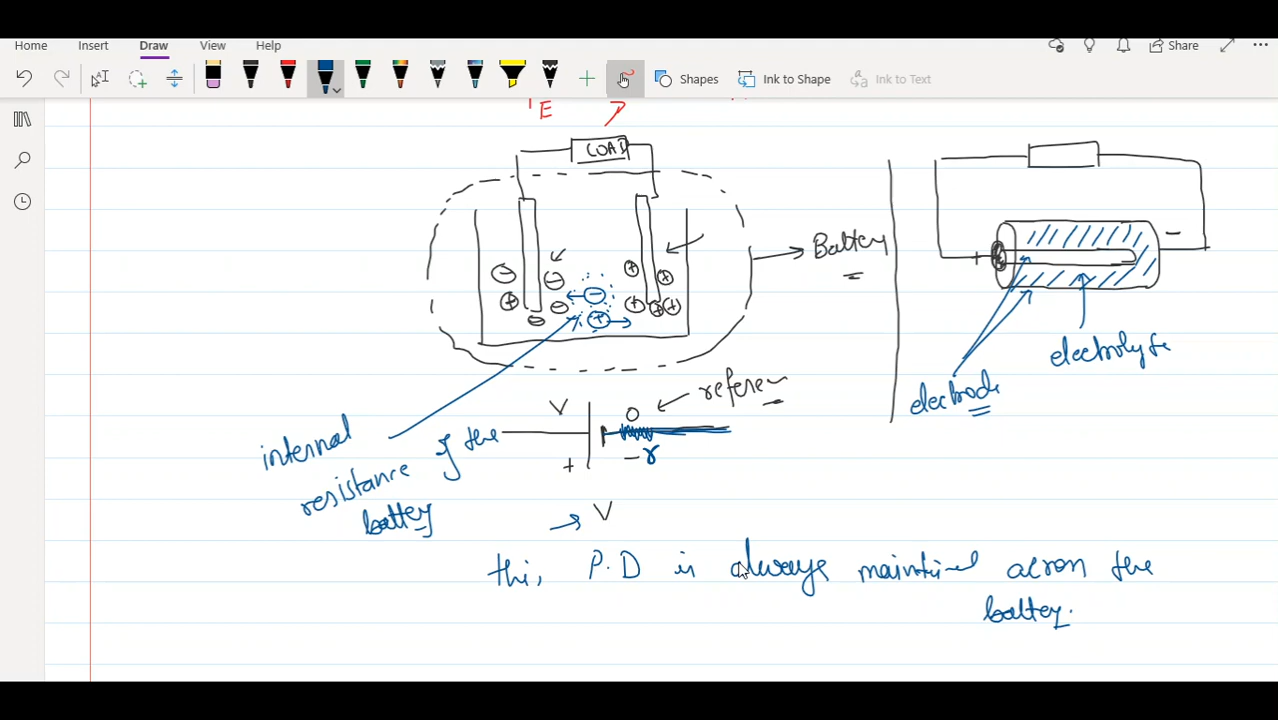 Home Insert Draw View Help
Share
Shapes Ink to Shape Ink to Text
E
LOAD
Battery
+ −
electrolyte
electrode
V O referen
+ − r
internal
resistance of the
battery
→ V
this, P.D is always maintained across the
battery.